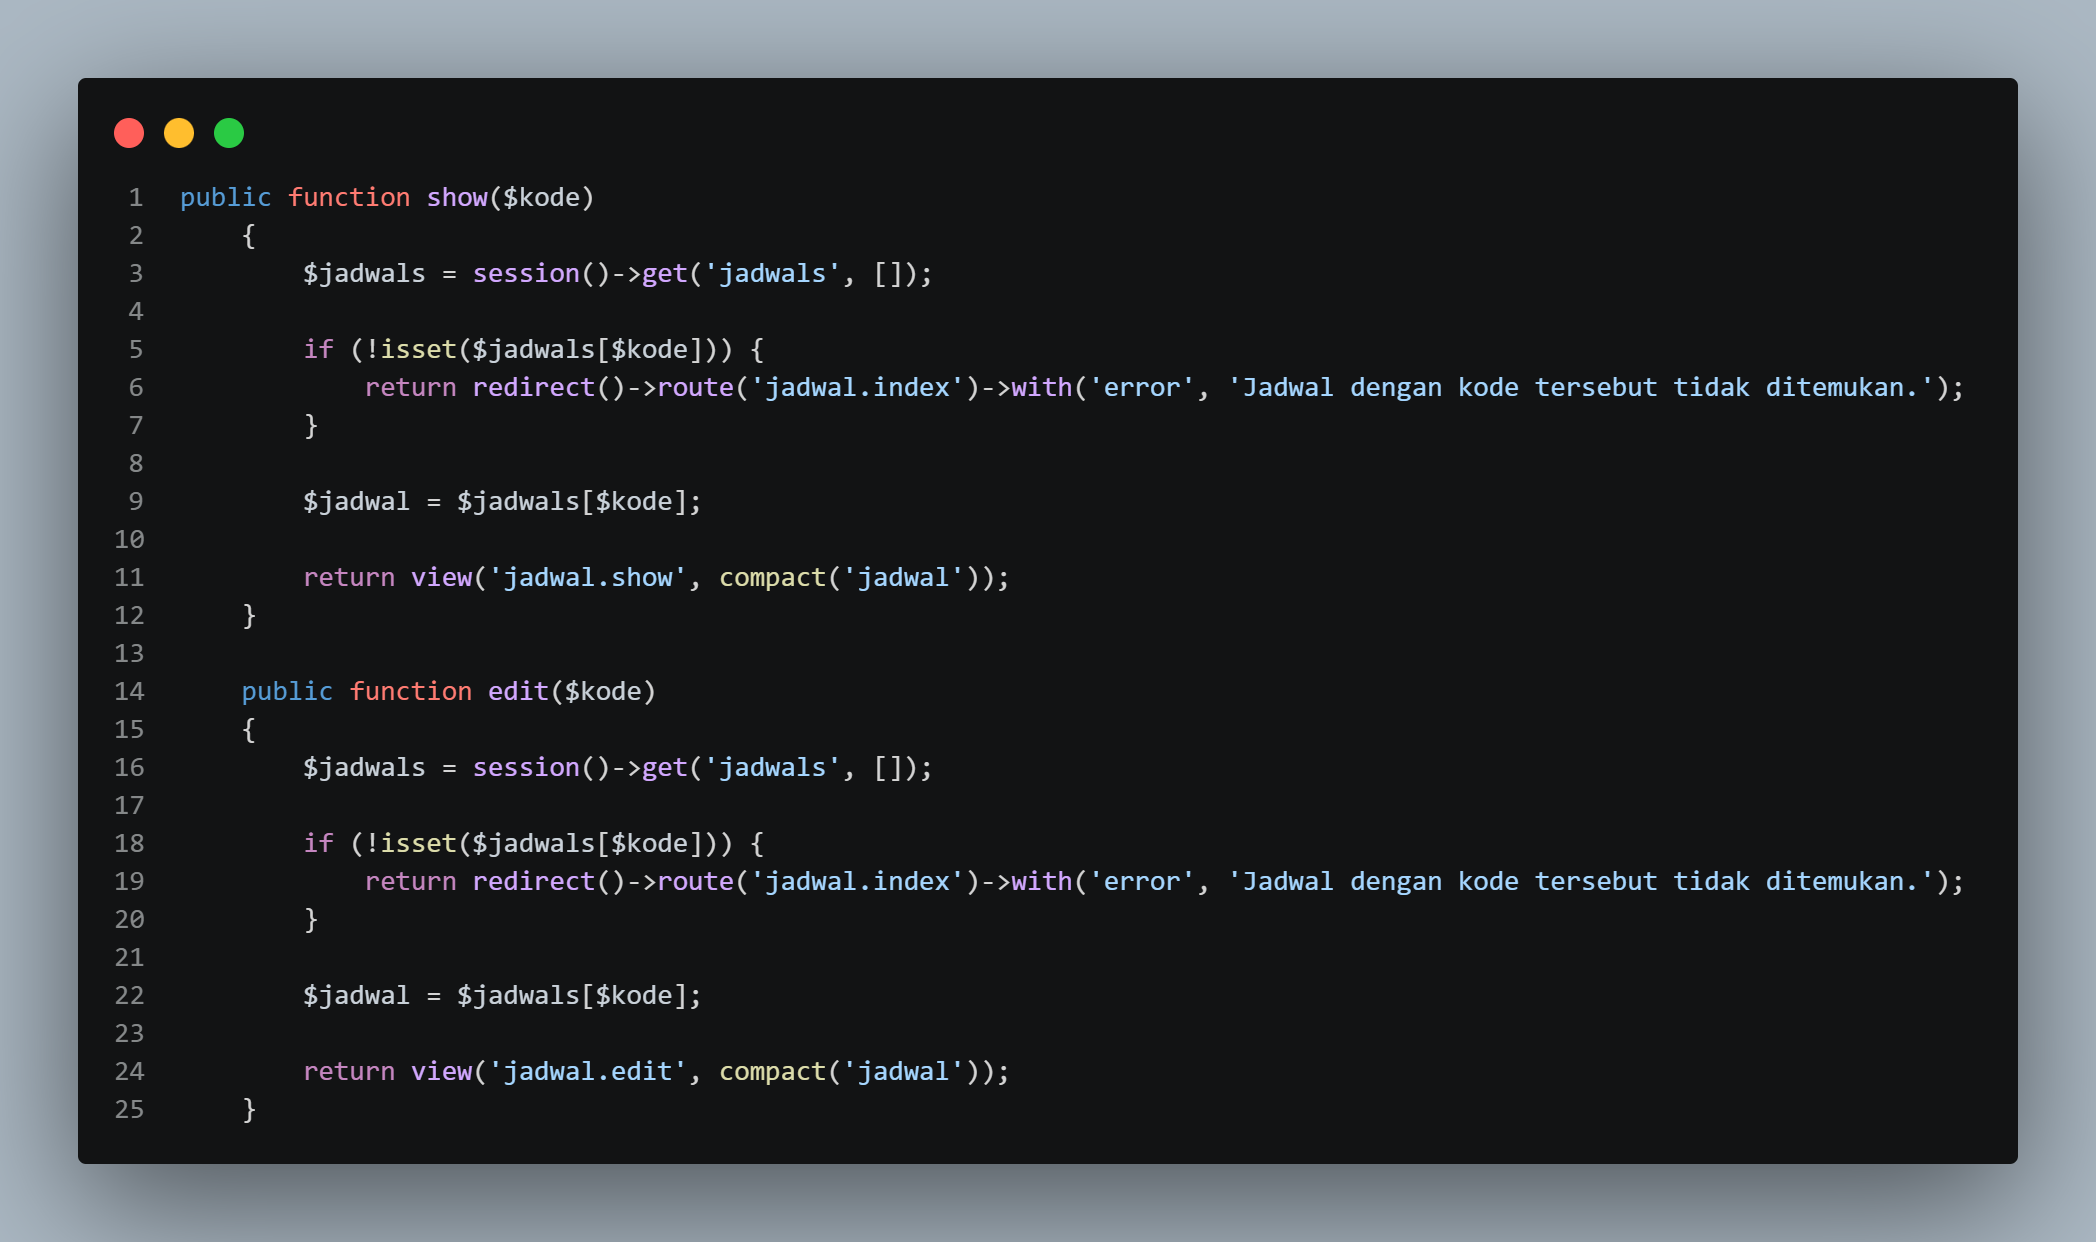 1 public function show($kode)
2     {
3         $jadwals = session()->get('jadwals', []);
4
5         if (!isset($jadwals[$kode])) {
6             return redirect()->route('jadwal.index')->with('error', 'Jadwal dengan kode tersebut tidak ditemukan.');
7         }
8
9         $jadwal = $jadwals[$kode];
10
11         return view('jadwal.show', compact('jadwal'));
12     }
13
14     public function edit($kode)
15     {
16         $jadwals = session()->get('jadwals', []);
17
18         if (!isset($jadwals[$kode])) {
19             return redirect()->route('jadwal.index')->with('error', 'Jadwal dengan kode tersebut tidak ditemukan.');
20         }
21
22         $jadwal = $jadwals[$kode];
23
24         return view('jadwal.edit', compact('jadwal'));
25     }